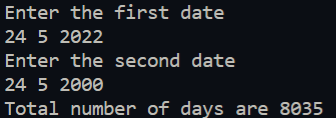 Enter the first date
24 5 2022
Enter the second date
24 5 2000
Total number of days are 8035